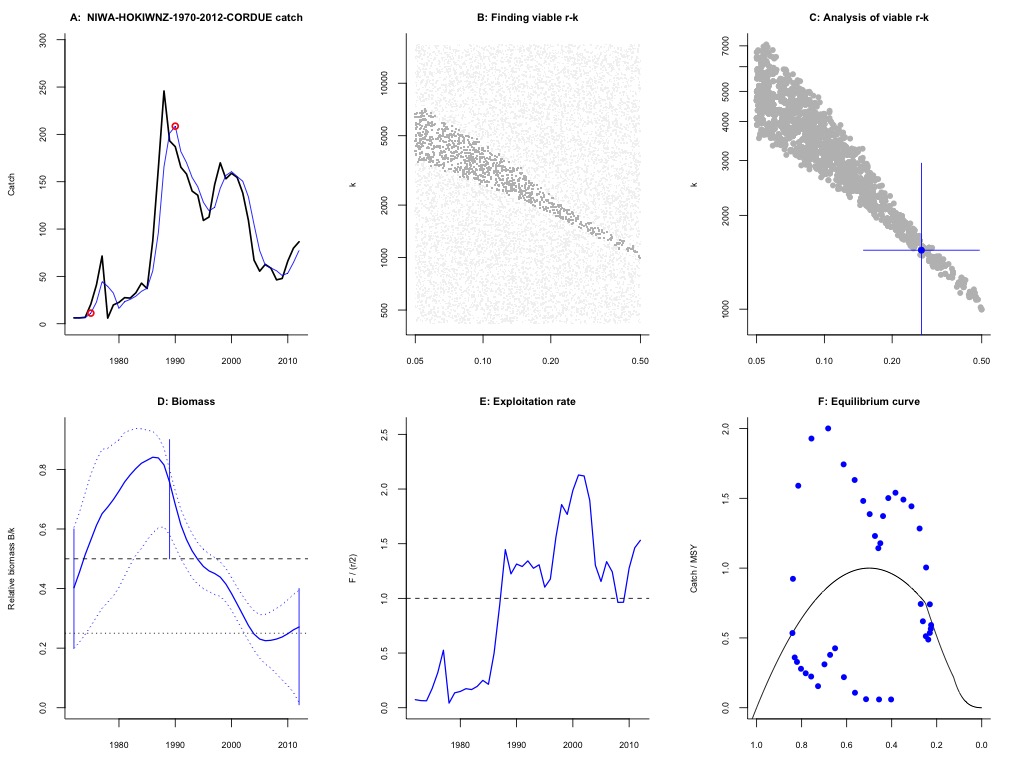 A:  NIWA-HOKIWNZ-1970-2012-CORDUE catch
Catch
0 50 100 150 200 250 300
1980 1990 2000 2010
B: Finding viable r-k
k
500 1000 2000 5000 10000
0.05 0.10 0.20 0.50
C: Analysis of viable r-k
k
1000 2000 3000 4000 5000 7000
0.05 0.10 0.20 0.50
D: Biomass
Relative biomass B/k
0.0 0.2 0.4 0.6 0.8
1980 1990 2000 2010
E: Exploitation rate
F / (r/2)
0.0 0.5 1.0 1.5 2.0 2.5
1980 1990 2000 2010
F: Equilibrium curve
Catch / MSY
0.0 0.5 1.0 1.5 2.0
1.0 0.8 0.6 0.4 0.2 0.0